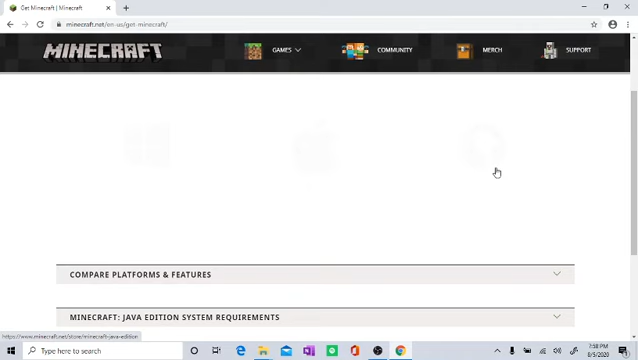 Get Minecraft | Minecraft
minecraft.net/en-us/get-minecraft/
MINECRAFT
GAMES
COMMUNITY
MERCH
SUPPORT
COMPARE PLATFORMS & FEATURES
MINECRAFT: JAVA EDITION SYSTEM REQUIREMENTS
https://www.minecraft.net/store/minecraft-java-edition
Type here to search
7:18 PM
8/5/2020